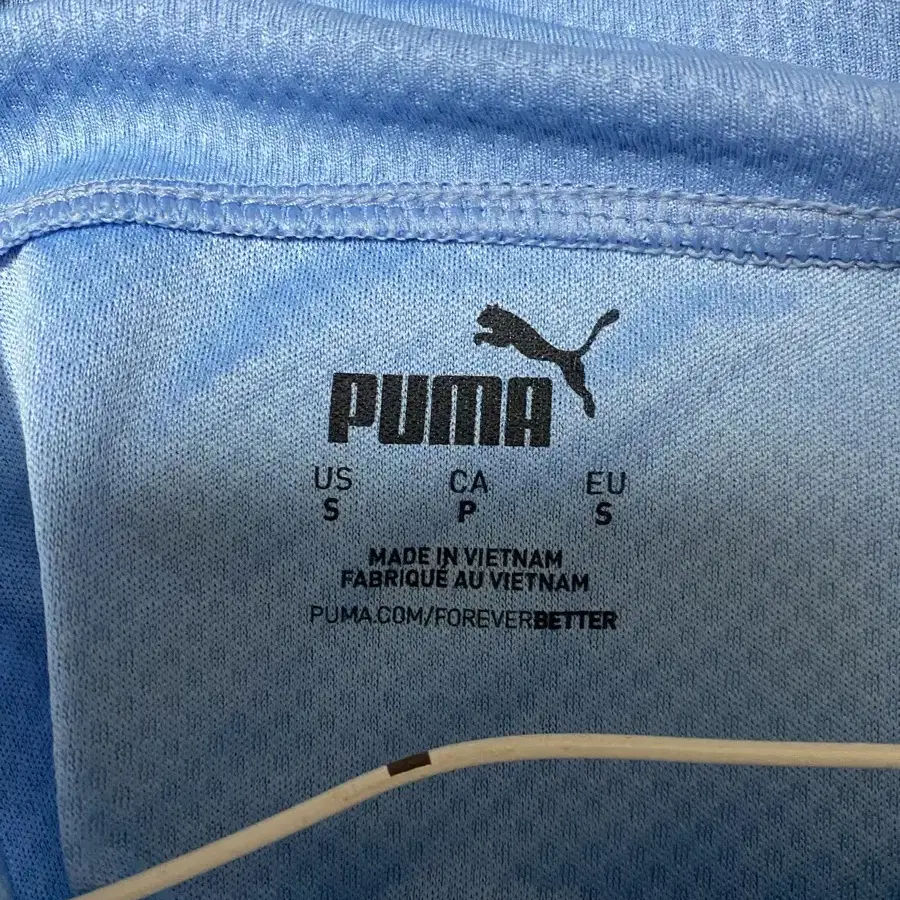 PUMA
US CA EU
S P S
MADE IN VIETNAM
FABRIQUÉ AU VIETNAM
PUMA.COM/FOREVERBETTER